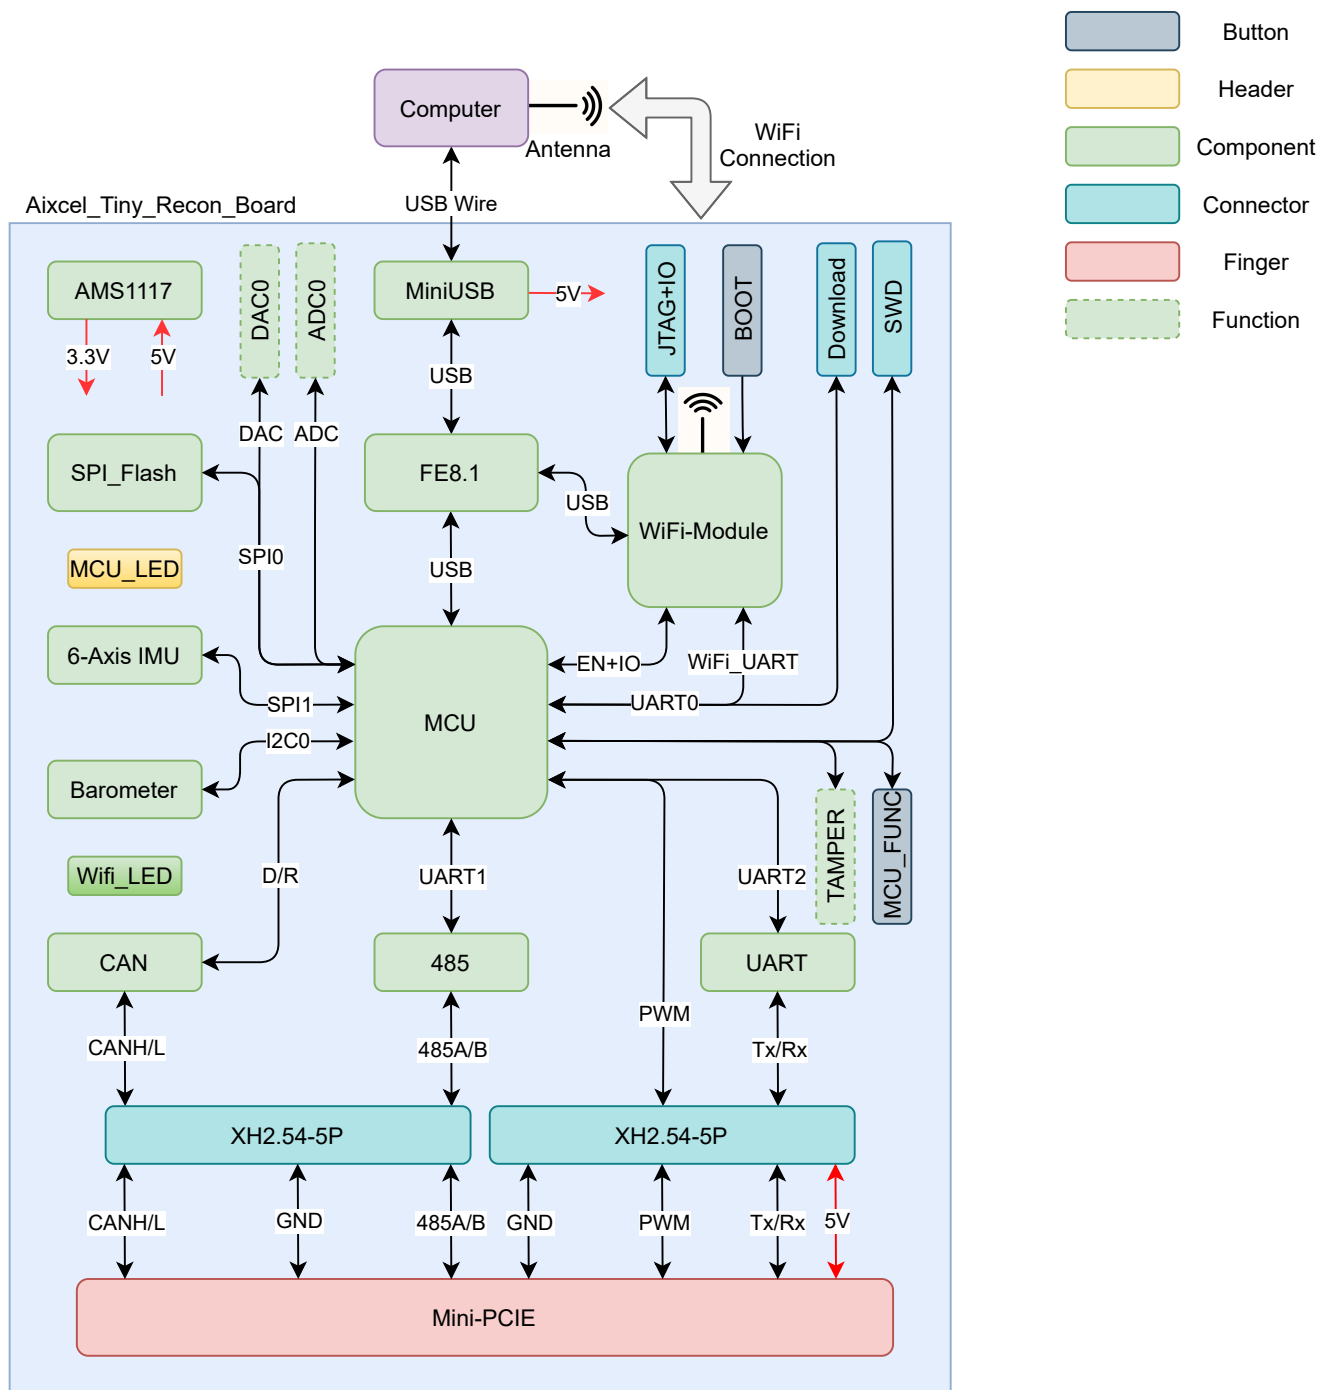 Button
Header
Component
Connector
Finger
Function
Computer
Antenna
WiFi
Connection
USB Wire
Aixcel_Tiny_Recon_Board
AMS1117
3.3V
5V
DAC0
ADC0
MiniUSB
5V
JTAG+IO
BOOT
Download
SWD
USB
DAC
ADC
SPI_Flash
FE8.1
USB
WiFi-Module
SPI0
USB
MCU_LED
6-Axis IMU
EN+IO
WiFi_UART
SPI1
UART0
MCU
I2C0
Barometer
TAMPER
MCU_FUNC
Wifi_LED
D/R
UART1
UART2
CAN
485
UART
PWM
CANH/L
485A/B
Tx/Rx
XH2.54-5P
XH2.54-5P
CANH/L
GND
485A/B
GND
PWM
Tx/Rx
5V
Mini-PCIE